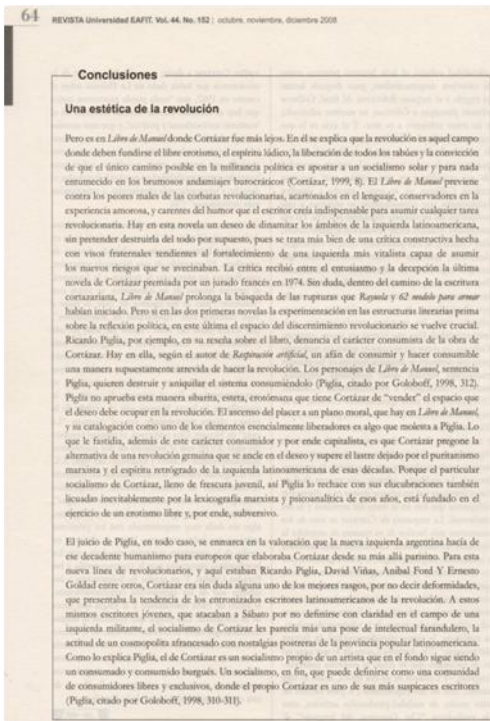 64 REVISTA Universidad EAFIT. Vol. 44. No. 152 | octubre, noviembre, diciembre 2008
Conclusiones
Una estética de la revolución
Pero es en Libro de Manuel donde Cortázar fue más lejos. En él se explica que la revolución es aquel campo
donde deben fundirse el libre erotismo, el espíritu lúdico, la liberación de todos los tabúes y la convicción
de que el único camino posible en la militancia política es apostar a un socialismo solar y para nada
entumecido en los brumosos andamiajes burocráticos (Cortázar, 1999, 8). El Libro de Manuel previene
contra los peores males de las corbatas revolucionarias, acartonados en el lenguaje, conservadores en la
experiencia amorosa, y carentes del humor que el escritor creía indispensable para asumir cualquier tarea
revolucionaria. Hay en esta novela un deseo de dinamitar los ámbitos de la izquierda latinoamericana,
sin pretender destruirla del todo por supuesto, pues se trata más bien de una crítica constructiva hecha
con visos fraternales tendientes al fortalecimiento de una izquierda más vitalista capaz de asumir
los nuevos riesgos que se avecinaban. La crítica recibió entre el entusiasmo y la decepción la última
novela de Cortázar premiada por un jurado francés en 1974. Sin duda, dentro del camino de la escritura
cortazariana, Libro de Manuel prolonga la búsqueda de las rupturas que Rayuela y 62 modelo para armar
habían iniciado. Pero si en las dos primeras novelas la experimentación en las estructuras literarias prima
sobre la reflexión política, en esta última el espacio del discernimiento revolucionario se vuelve crucial.
Ricardo Piglia, por ejemplo, en su reseña sobre el libro, denuncia el carácter consumista de la obra de
Cortázar. Hay en ella, según el autor de Respiración artificial, un afán de consumir y hacer consumible
una manera supuestamente atrevida de hacer la revolución. Los personajes de Libro de Manuel, sentencia
Piglia, quieren destruir y aniquilar el sistema consumiéndolo (Piglia, citado por Goloboff, 1998, 312).
Piglia no aprueba esta manera sibarita, esteta, erotómana que tiene Cortázar de "vender" el espacio que
el deseo debe ocupar en la revolución. El ascenso del placer a un plano moral, que hay en Libro de Manuel,
y su catalogación como uno de los elementos esencialmente liberadores es algo que molesta a Piglia. Lo
que le fastidia, además de este carácter consumidor y por ende capitalista, es que Cortázar pregone la
alternativa de una revolución genuina que se ancle en el deseo y supere el lastre dejado por el puritanismo
marxista y el espíritu retrógrado de la izquierda latinoamericana de esas décadas. Porque el particular
socialismo de Cortázar, lleno de frescura juvenil, así Piglia lo rechace con sus elucubraciones también
licuadas inevitablemente por la lexicografía marxista y psicoanalítica de esos años, está fundado en el
ejercicio de un erotismo libre y, por ende, subversivo.
El juicio de Piglia, en todo caso, se enmarca en la valoración que la nueva izquierda argentina hacía de
ese decadente humanismo para europeos que elaboraba Cortázar desde su más allá parisino. Para esta
nueva línea de revolucionarios, y aquí estaban Ricardo Piglia, David Viñas, Aníbal Ford Y Ernesto
Goldad entre otros, Cortázar era sin duda alguna uno de los mejores rasgos, por no decir deformidades,
que presentaba la tendencia de los entronizados escritores latinoamericanos de la revolución. A estos
mismos escritores jóvenes, que atacaban a Sábato por no definirse con claridad en el campo de una
izquierda militante, el socialismo de Cortázar les parecía más una pose de intelectual farandulero, la
actitud de un cosmopolita afrancesado con nostalgias postreras de la provincia popular latinoamericana.
Como lo explica Piglia, el de Cortázar es un socialismo propio de un artista que en el fondo sigue siendo
un consumado y consumido burgués. Un socialismo, en fin, que puede definirse como una comunidad
de consumidores libres y exclusivos, donde el propio Cortázar es uno de sus más suspicaces escritores
(Piglia, citado por Goloboff, 1998, 310-311).